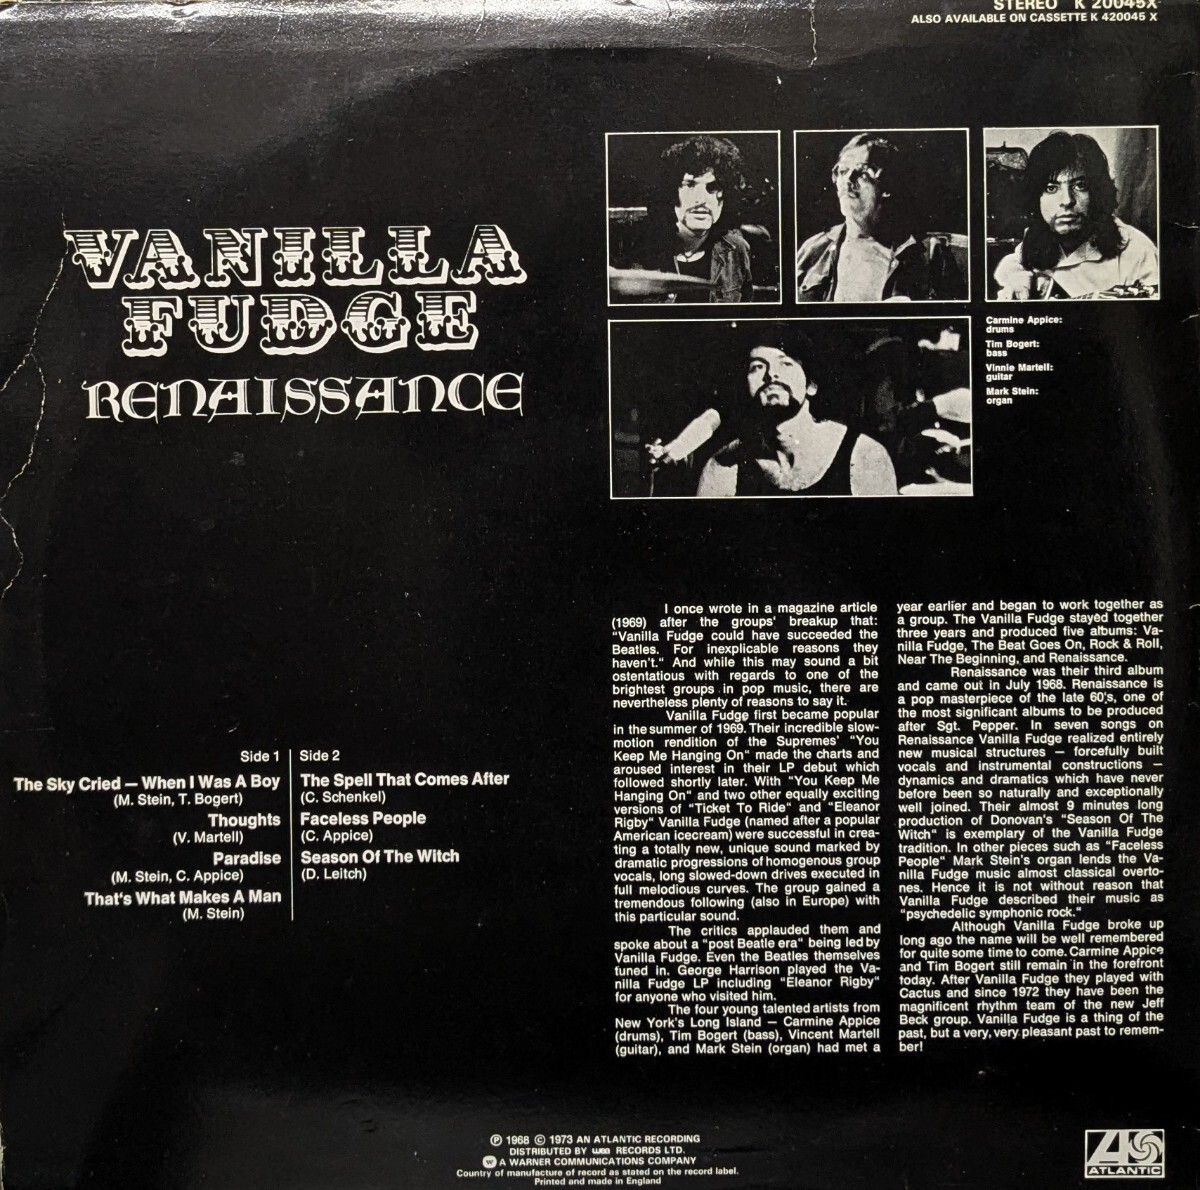 STEREO K 20045X
ALSO AVAILABLE ON CASSETTE K 420045 X
VANILLA
FUDGE
RENAISSANCE
Carmine Appice:
drums
Tim Bogert:
bass
Vinnie Martell:
guitar
Mark Stein:
organ
Side 1
The Sky Cried – When I Was A Boy
(M. Stein, T. Bogert)
Thoughts
(V. Martell)
Paradise
(M. Stein, C. Appice)
That's What Makes A Man
(M. Stein)
Side 2
The Spell That Comes After
(C. Schenkel)
Faceless People
(C. Appice)
Season Of The Witch
(D. Leitch)
I once wrote in a magazine article
(1969) after the groups' breakup that:
"Vanilla Fudge could have succeeded the
Beatles. For inexplicable reasons they
haven't." And while this may sound a bit
ostentatious with regards to one of the
brightest groups in pop music, there are
nevertheless plenty of reasons to say it.
Vanilla Fudge first became popular
in the summer of 1969. Their incredible slow-
motion rendition of the Supremes' "You
Keep Me Hanging On" made the charts and
aroused interest in their LP debut which
followed shortly later. With "You Keep Me
Hanging On" and two other equally exciting
versions of "Ticket To Ride" and "Eleanor
Rigby" Vanilla Fudge (named after a popular
American icecream) were successful in crea-
ting a totally new, unique sound marked by
dramatic progressions of homogenous group
vocals, long slowed-down drives executed in
full melodious curves. The group gained a
tremendous following (also in Europe) with
this particular sound.
The critics applauded them and
spoke about a "post Beatle era" being led by
Vanilla Fudge. Even the Beatles themselves
tuned in. George Harrison played the Va-
nilla Fudge LP including "Eleanor Rigby"
for anyone who visited him.
The four young talented artists from
New York's Long Island – Carmine Appice
(drums), Tim Bogert (bass), Vincent Martell
(guitar), and Mark Stein (organ) had met a
year earlier and began to work together as
a group. The Vanilla Fudge stayed together
three years and produced five albums: Va-
nilla Fudge, The Beat Goes On, Rock & Roll,
Near The Beginning, and Renaissance.
Renaissance was their third album
and came out in July 1968. Renaissance is
a pop masterpiece of the late 60's, one of
the most significant albums to be produced
after Sgt. Pepper. In seven songs on
Renaissance Vanilla Fudge realized entirely
new musical structures – forcefully built
vocals and instrumental constructions –
dynamics and dramatics which have never
before been so naturally and exceptionally
well joined. Their almost 9 minutes long
production of Donovan's "Season Of The
Witch" is exemplary of the Vanilla Fudge
tradition. In other pieces such as "Faceless
People" Mark Stein's organ lends the Va-
nilla Fudge music almost classical overto-
nes. Hence it is not without reason that
Vanilla Fudge described their music as
"psychedelic symphonic rock."
Although Vanilla Fudge broke up
long ago the name will be well remembered
for quite some time to come. Carmine Appice
and Tim Bogert still remain in the forefront
today. After Vanilla Fudge they played with
Cactus and since 1972 they have been the
magnificent rhythm team of the new Jeff
Beck group. Vanilla Fudge is a thing of the
past, but a very, very pleasant past to remem-
ber!
Ⓟ 1968 © 1973 AN ATLANTIC RECORDING
DISTRIBUTED BY wea RECORDS LTD.
W A WARNER COMMUNICATIONS COMPANY
Country of manufacture of record as stated on the record label.
Printed and made in England
ATLANTIC